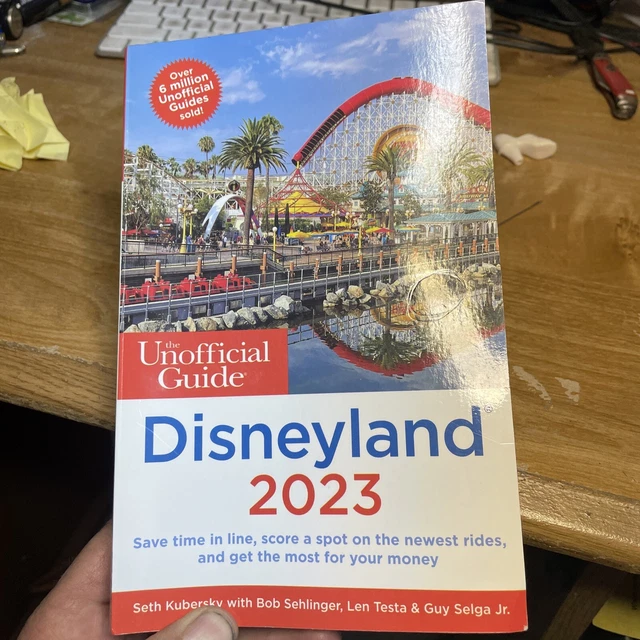 Over
6 million
Unofficial
Guides
sold!
the
Unofficial
Guide®
Disneyland®
2023
Save time in line, score a spot on the newest rides,
and get the most for your money
Seth Kubersky with Bob Sehlinger, Len Testa & Guy Selga Jr.